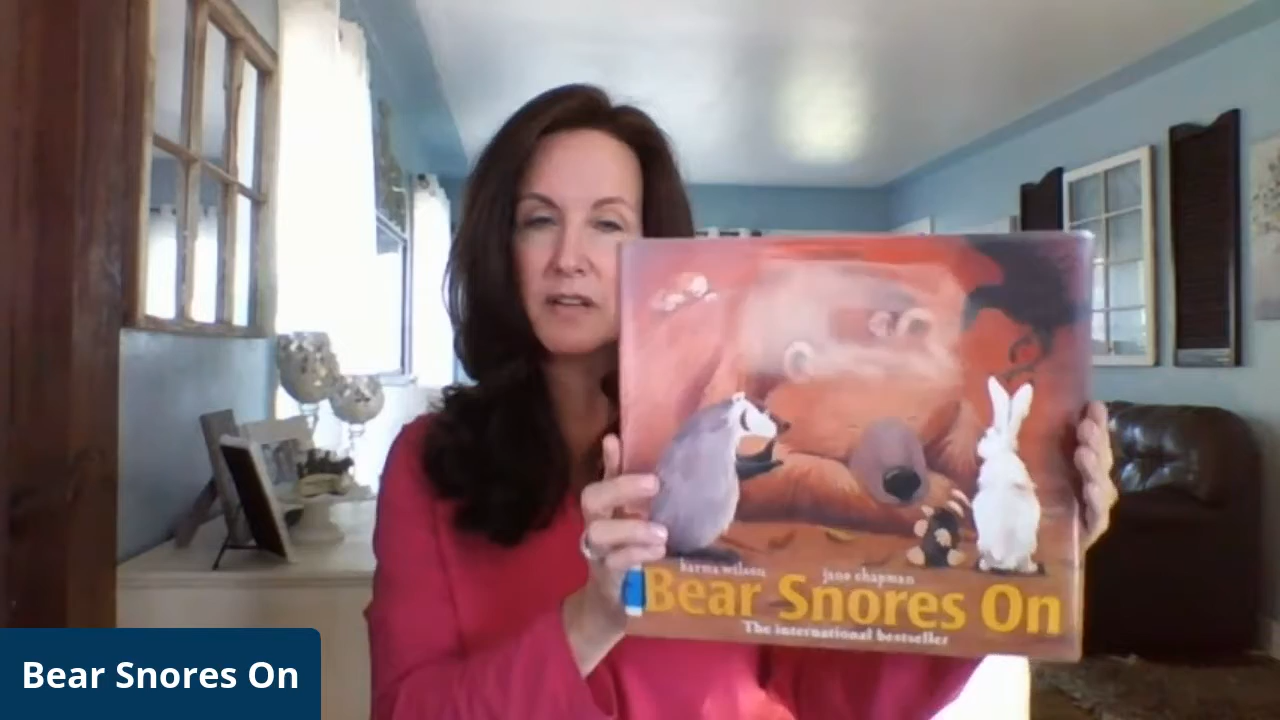 karma wilson jane chapman
Bear Snores On
The international bestseller
Bear Snores On